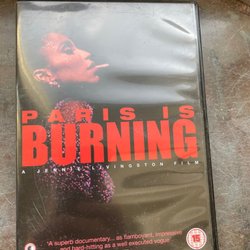 PARIS IS
BURNING
A JENNIE LIVINGSTON FILM
"A superb documentary... as flamboyant, impressive
and hard-hitting as a well executed vogue"
15